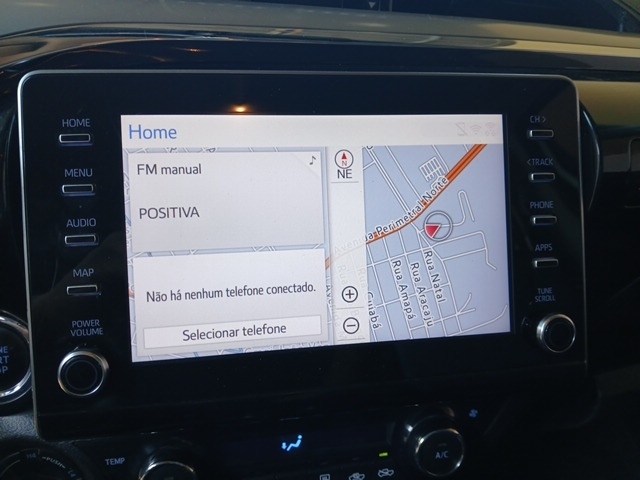 HOME
MENU
AUDIO
MAP
POWER
VOLUME
Home
FM manual
POSITIVA
Não há nenhum telefone conectado.
Selecionar telefone
N
NE
Avenida Perimetral Norte
Rua Natal
Rua Aracaju
Rua Amapá
Cuiabá
CH >
< TRACK
PHONE
APPS
TUNE
SCROLL
TEMP
A/C
H4